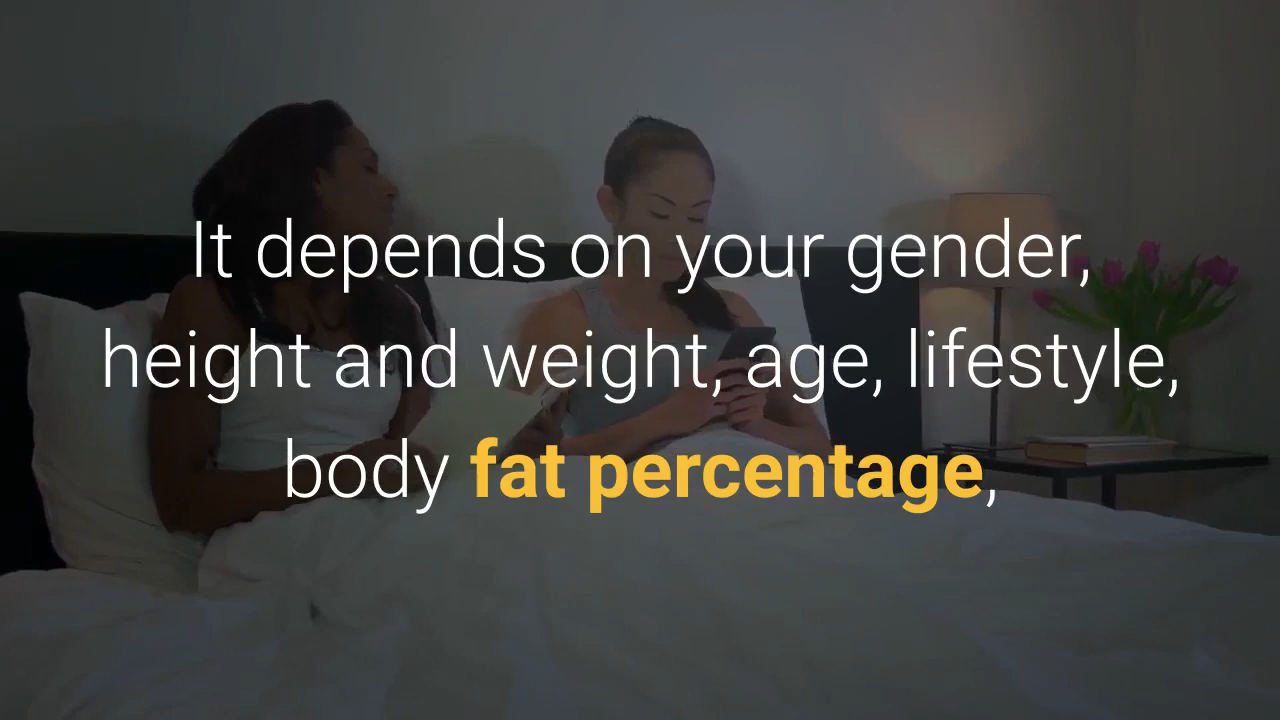 It depends on your gender,
height and weight, age, lifestyle,
body fat percentage,